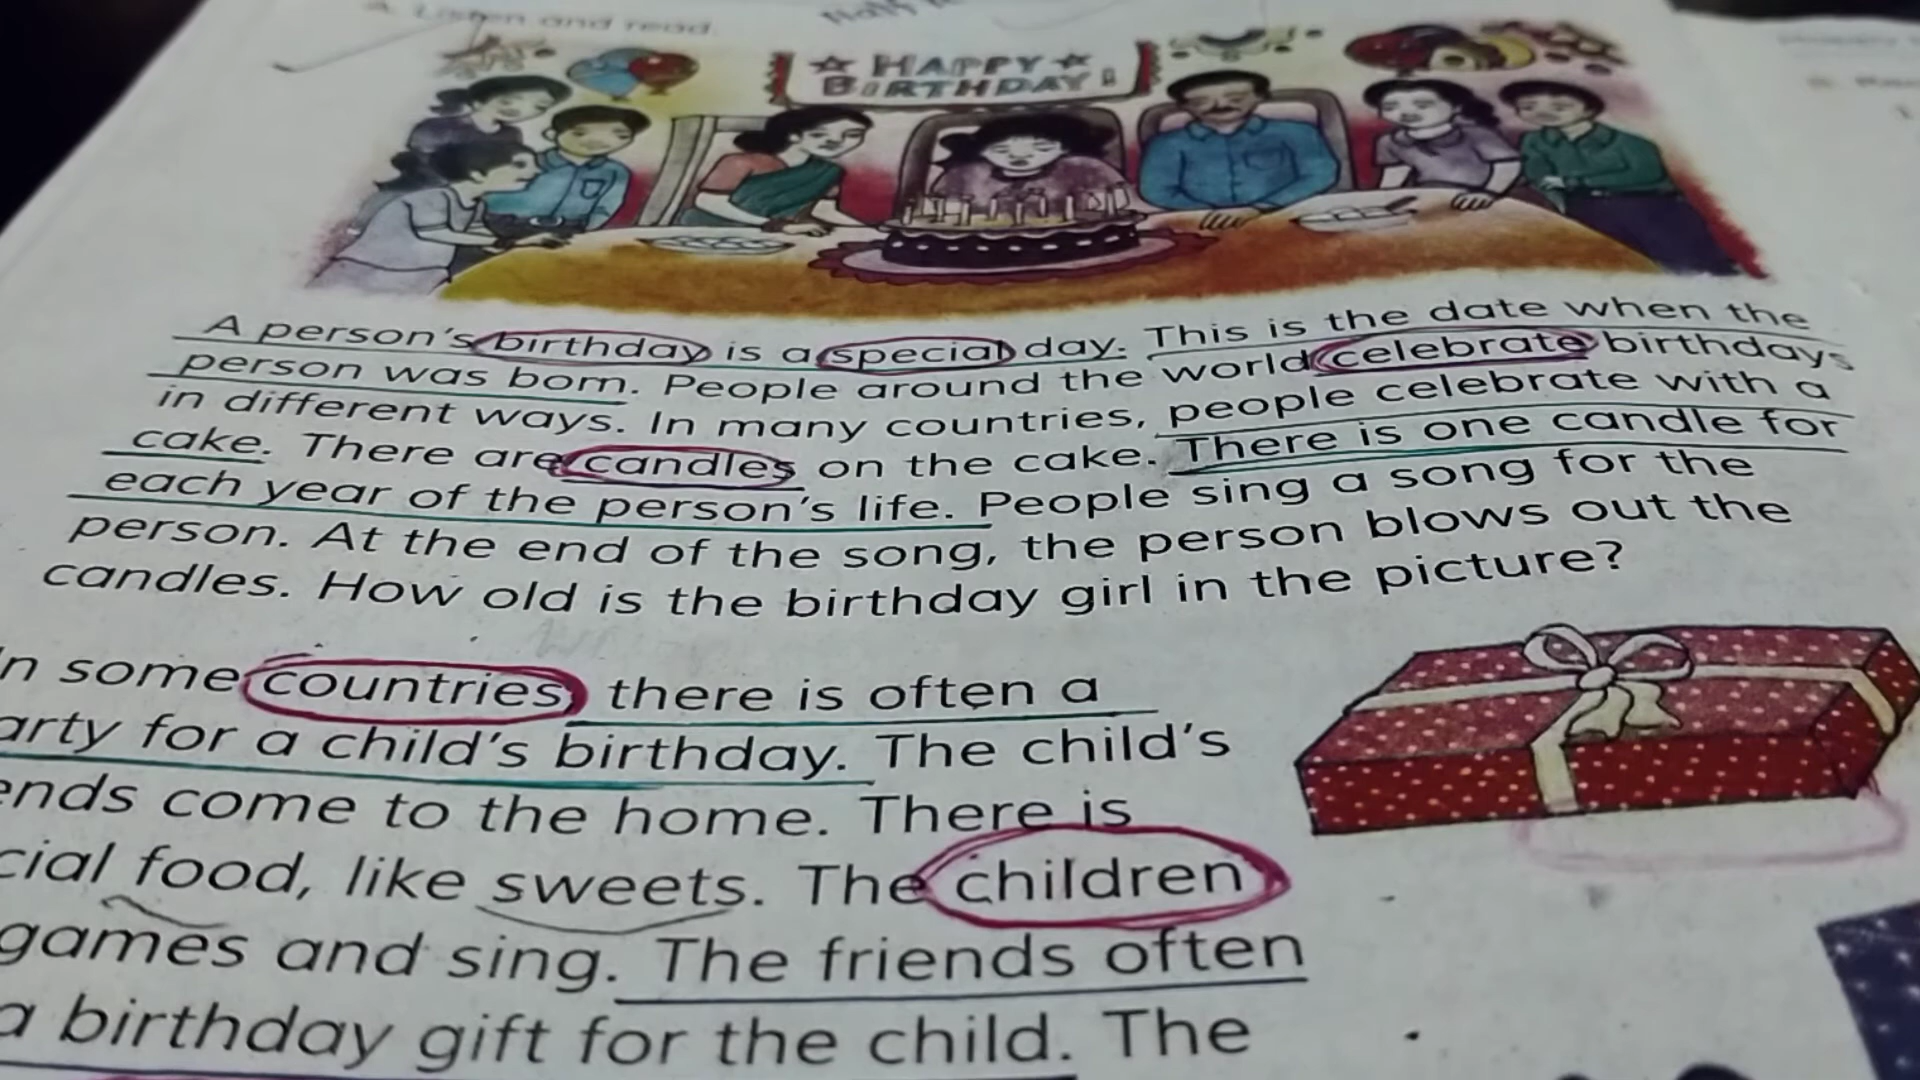 A. Listen and read.
HAPPY
BIRTHDAY!
A person's birthday is a special day. This is the date when the
person was born. People around the world celebrate birthdays
in different ways. In many countries, people celebrate with a
cake. There are candles on the cake. There is one candle for
each year of the person's life. People sing a song for the
person. At the end of the song, the person blows out the
candles. How old is the birthday girl in the picture?
n some countries, there is often a
arty for a child's birthday. The child's
ends come to the home. There is
cial food, like sweets. The children
games and sing. The friends often
a birthday gift for the child. The